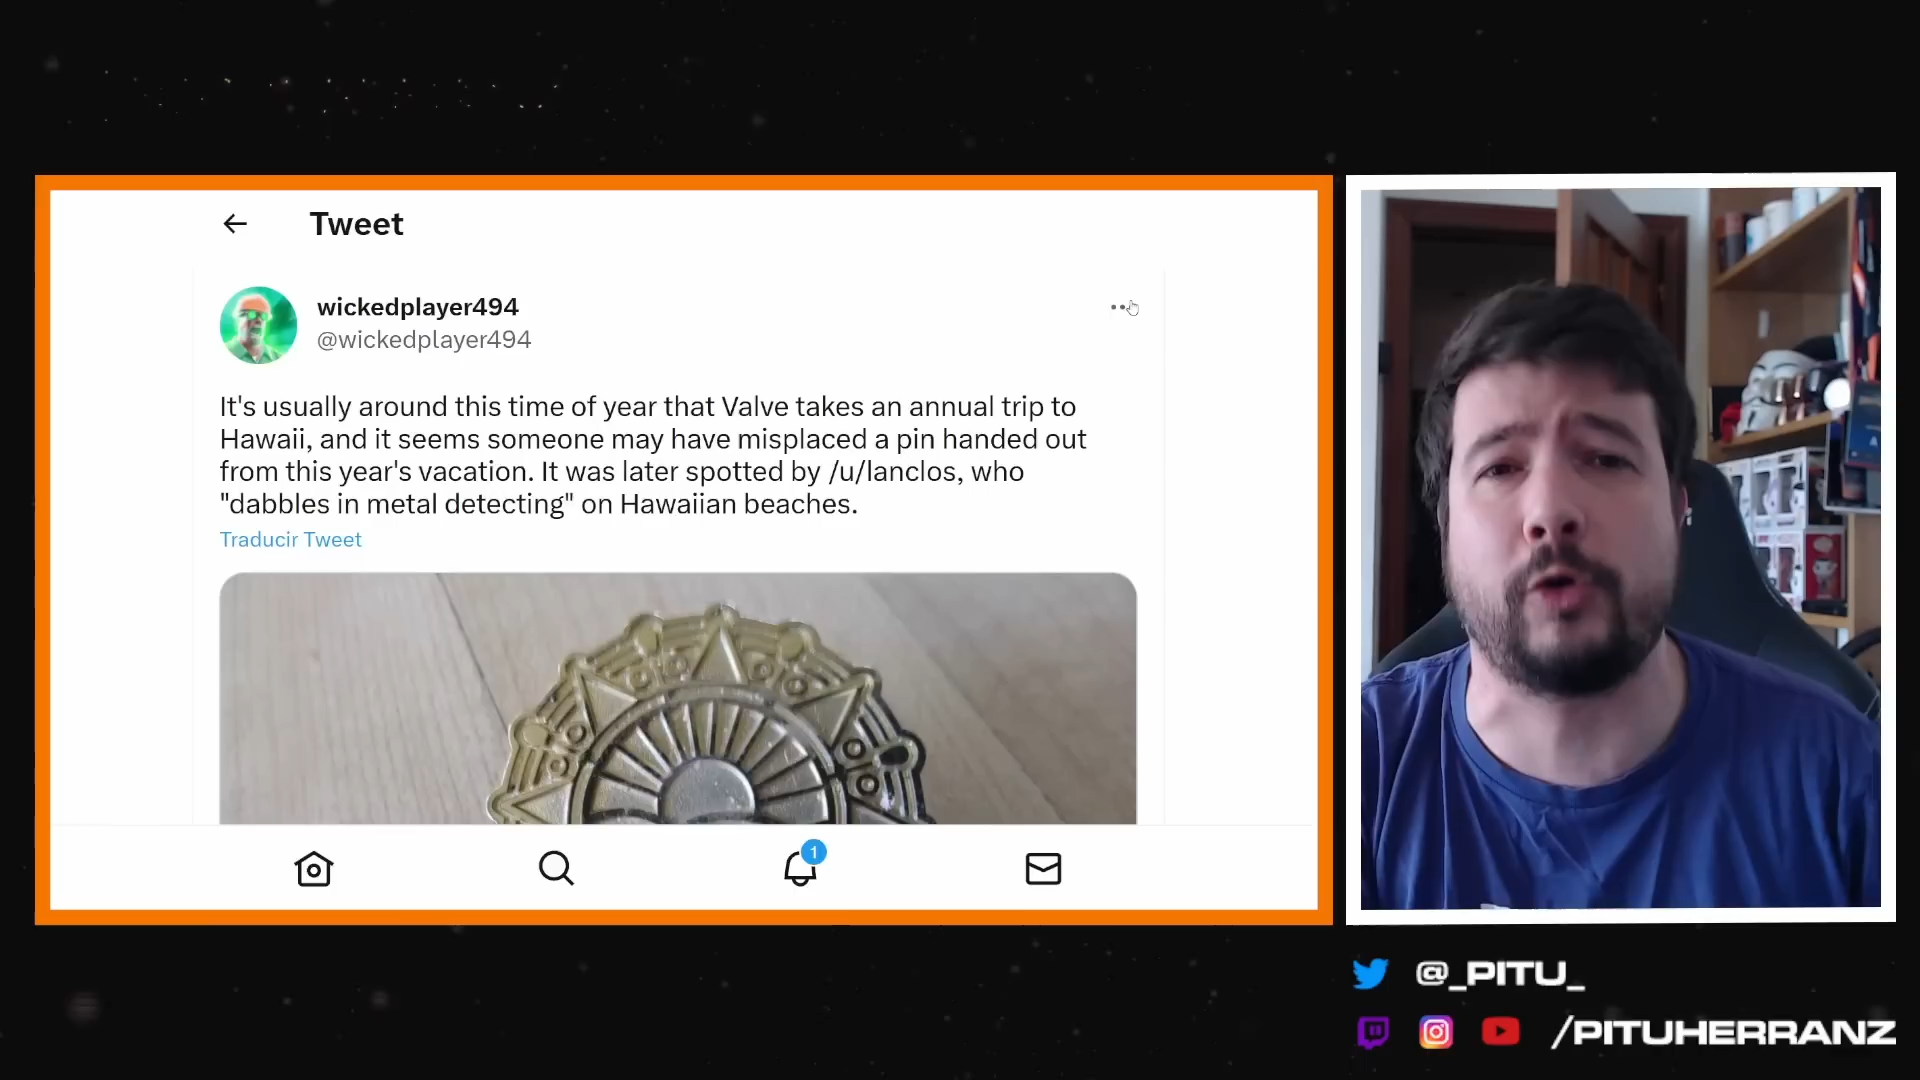 Tweet
wickedplayer494
@wickedplayer494
It's usually around this time of year that Valve takes an annual trip to
Hawaii, and it seems someone may have misplaced a pin handed out
from this year's vacation. It was later spotted by /u/lanclos, who
"dabbles in metal detecting" on Hawaiian beaches.
Traducir Tweet
1
@_PITU_
/PITUHERRANZ